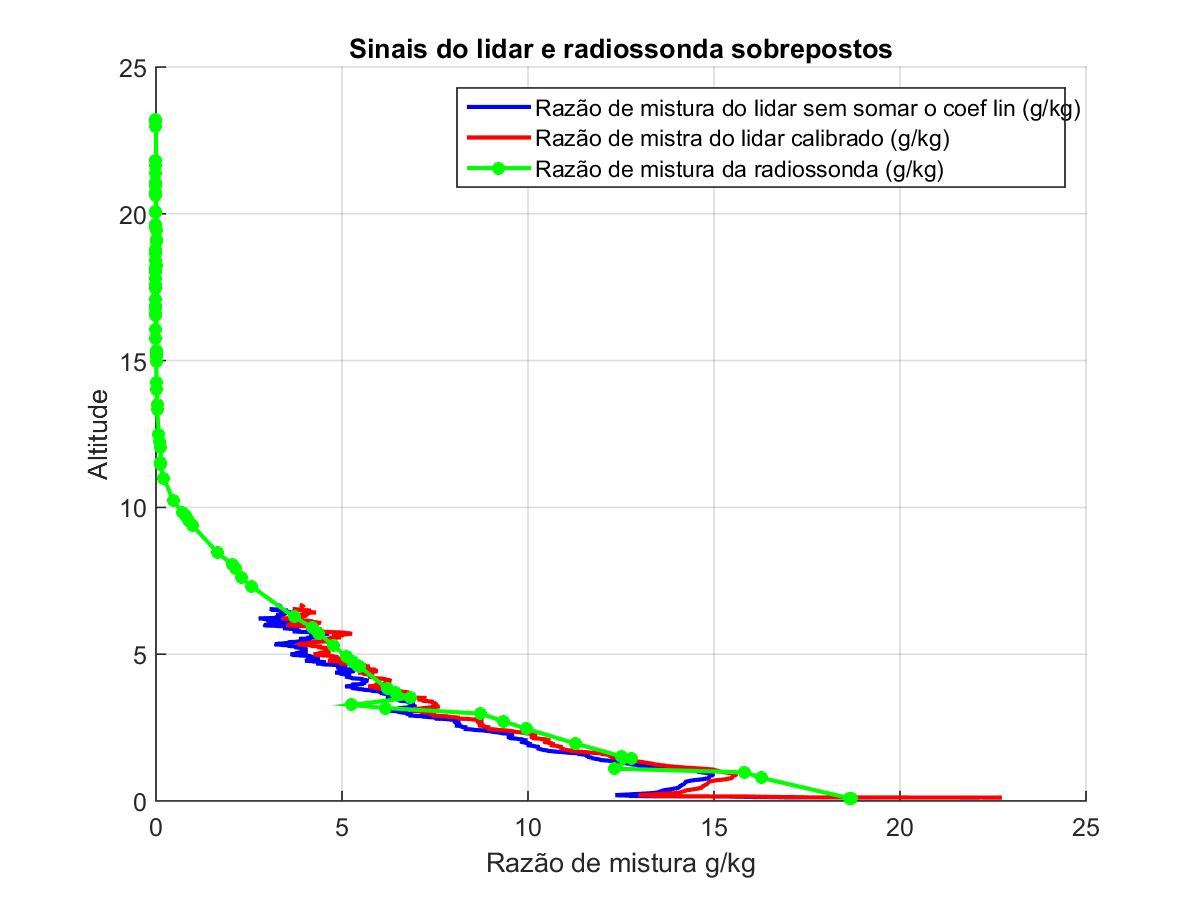 Sinais do lidar e radiossonda sobrepostos
Razão de mistura do lidar sem somar o coef lin (g/kg)
Razão de mistra do lidar calibrado (g/kg)
Razão de mistura da radiossonda (g/kg)
25
20
15
10
5
0
Altitude
0 5 10 15 20 25
Razão de mistura g/kg